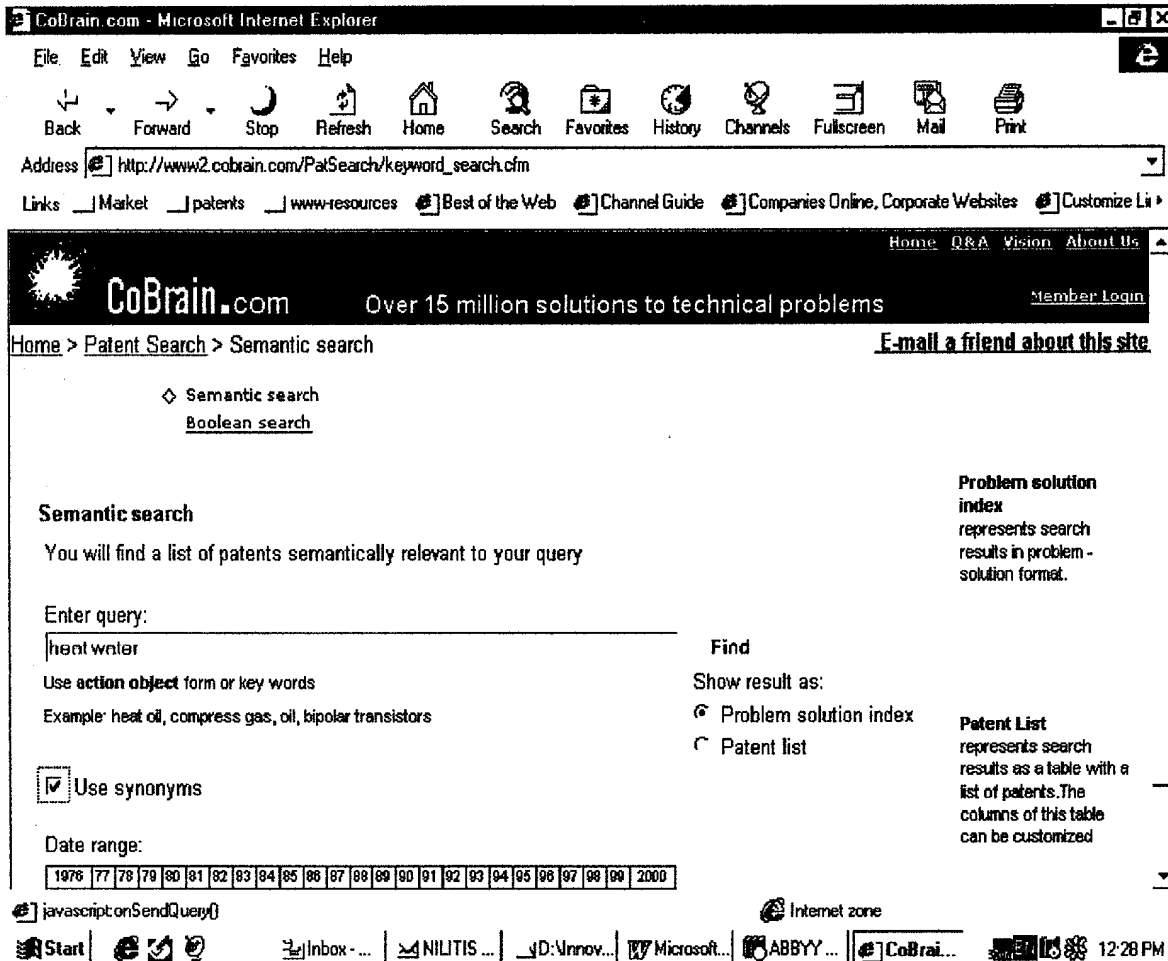 CoBrain.com - Microsoft Internet Explorer
File Edit View Go Favorites Help
Back Forward Stop Refresh Home Search Favorites History Channels Fullscreen Mail Print
Address http://www2.cobrain.com/PatSearch/keyword_search.cfm
Links Market patents www-resources Best of the Web Channel Guide Companies Online, Corporate Websites Customize Li
Home Q&A Vision About Us
CoBrain.com Over 15 million solutions to technical problems Member Login
Home > Patent Search > Semantic search E-mail a friend about this site
Semantic search
Boolean search
Semantic search
You will find a list of patents semantically relevant to your query
Enter query:
heat water
Use action object form or key words
Example: heat oil, compress gas, oil, bipolar transistors
Use synonyms
Date range:
1976 77 78 79 80 81 82 83 84 85 86 87 88 89 90 91 92 93 94 95 96 97 98 99 2000
Find
Show result as:
Problem solution index
Patent list
Problem solution
index
represents search
results in problem -
solution format.
Patent List
represents search
results as a table with a
list of patents.The
columns of this table
can be customized
javascript:onSendQuery() Internet zone
Start Inbox - ... NILITIS ... D:\Innov... Microsoft... ABBYY ... CoBrai... 12:28 PM